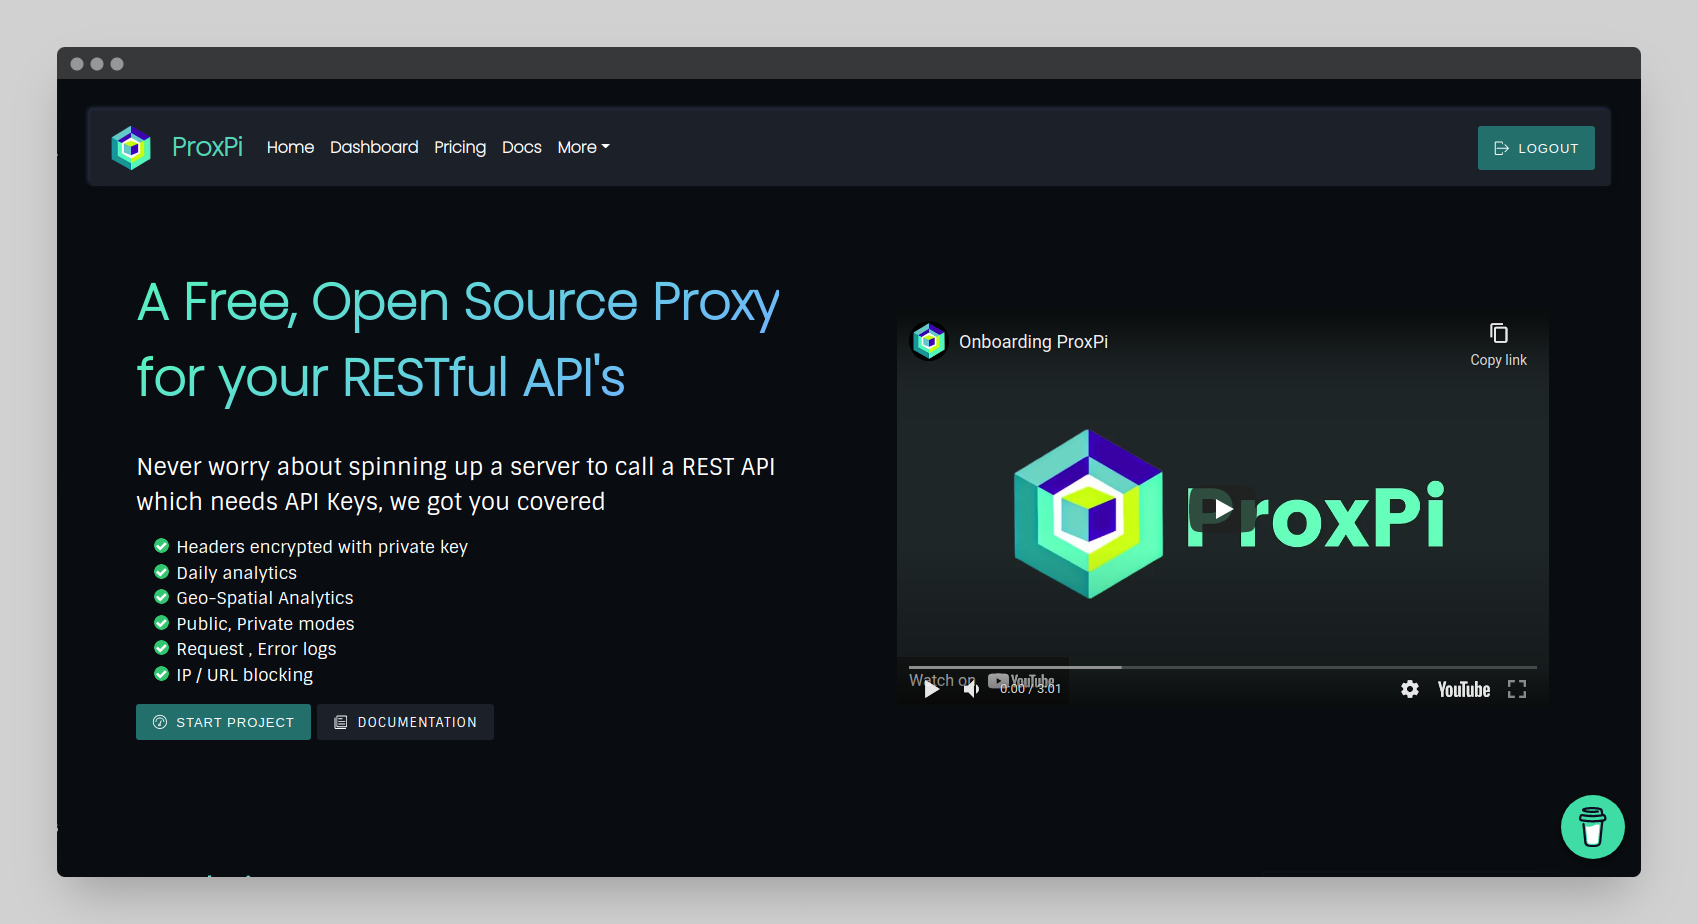 ProxPi Home Dashboard Pricing Docs More LOGOUT
A Free, Open Source Proxy
for your RESTful API's
Never worry about spinning up a server to call a REST API
which needs API Keys, we got you covered
Headers encrypted with private key
Daily analytics
Geo-Spatial Analytics
Public, Private modes
Request , Error logs
IP / URL blocking
START PROJECT DOCUMENTATION
Onboarding ProxPi
Copy link
ProxPi
Watch on YouTube
0:00 / 3:01 YouTube